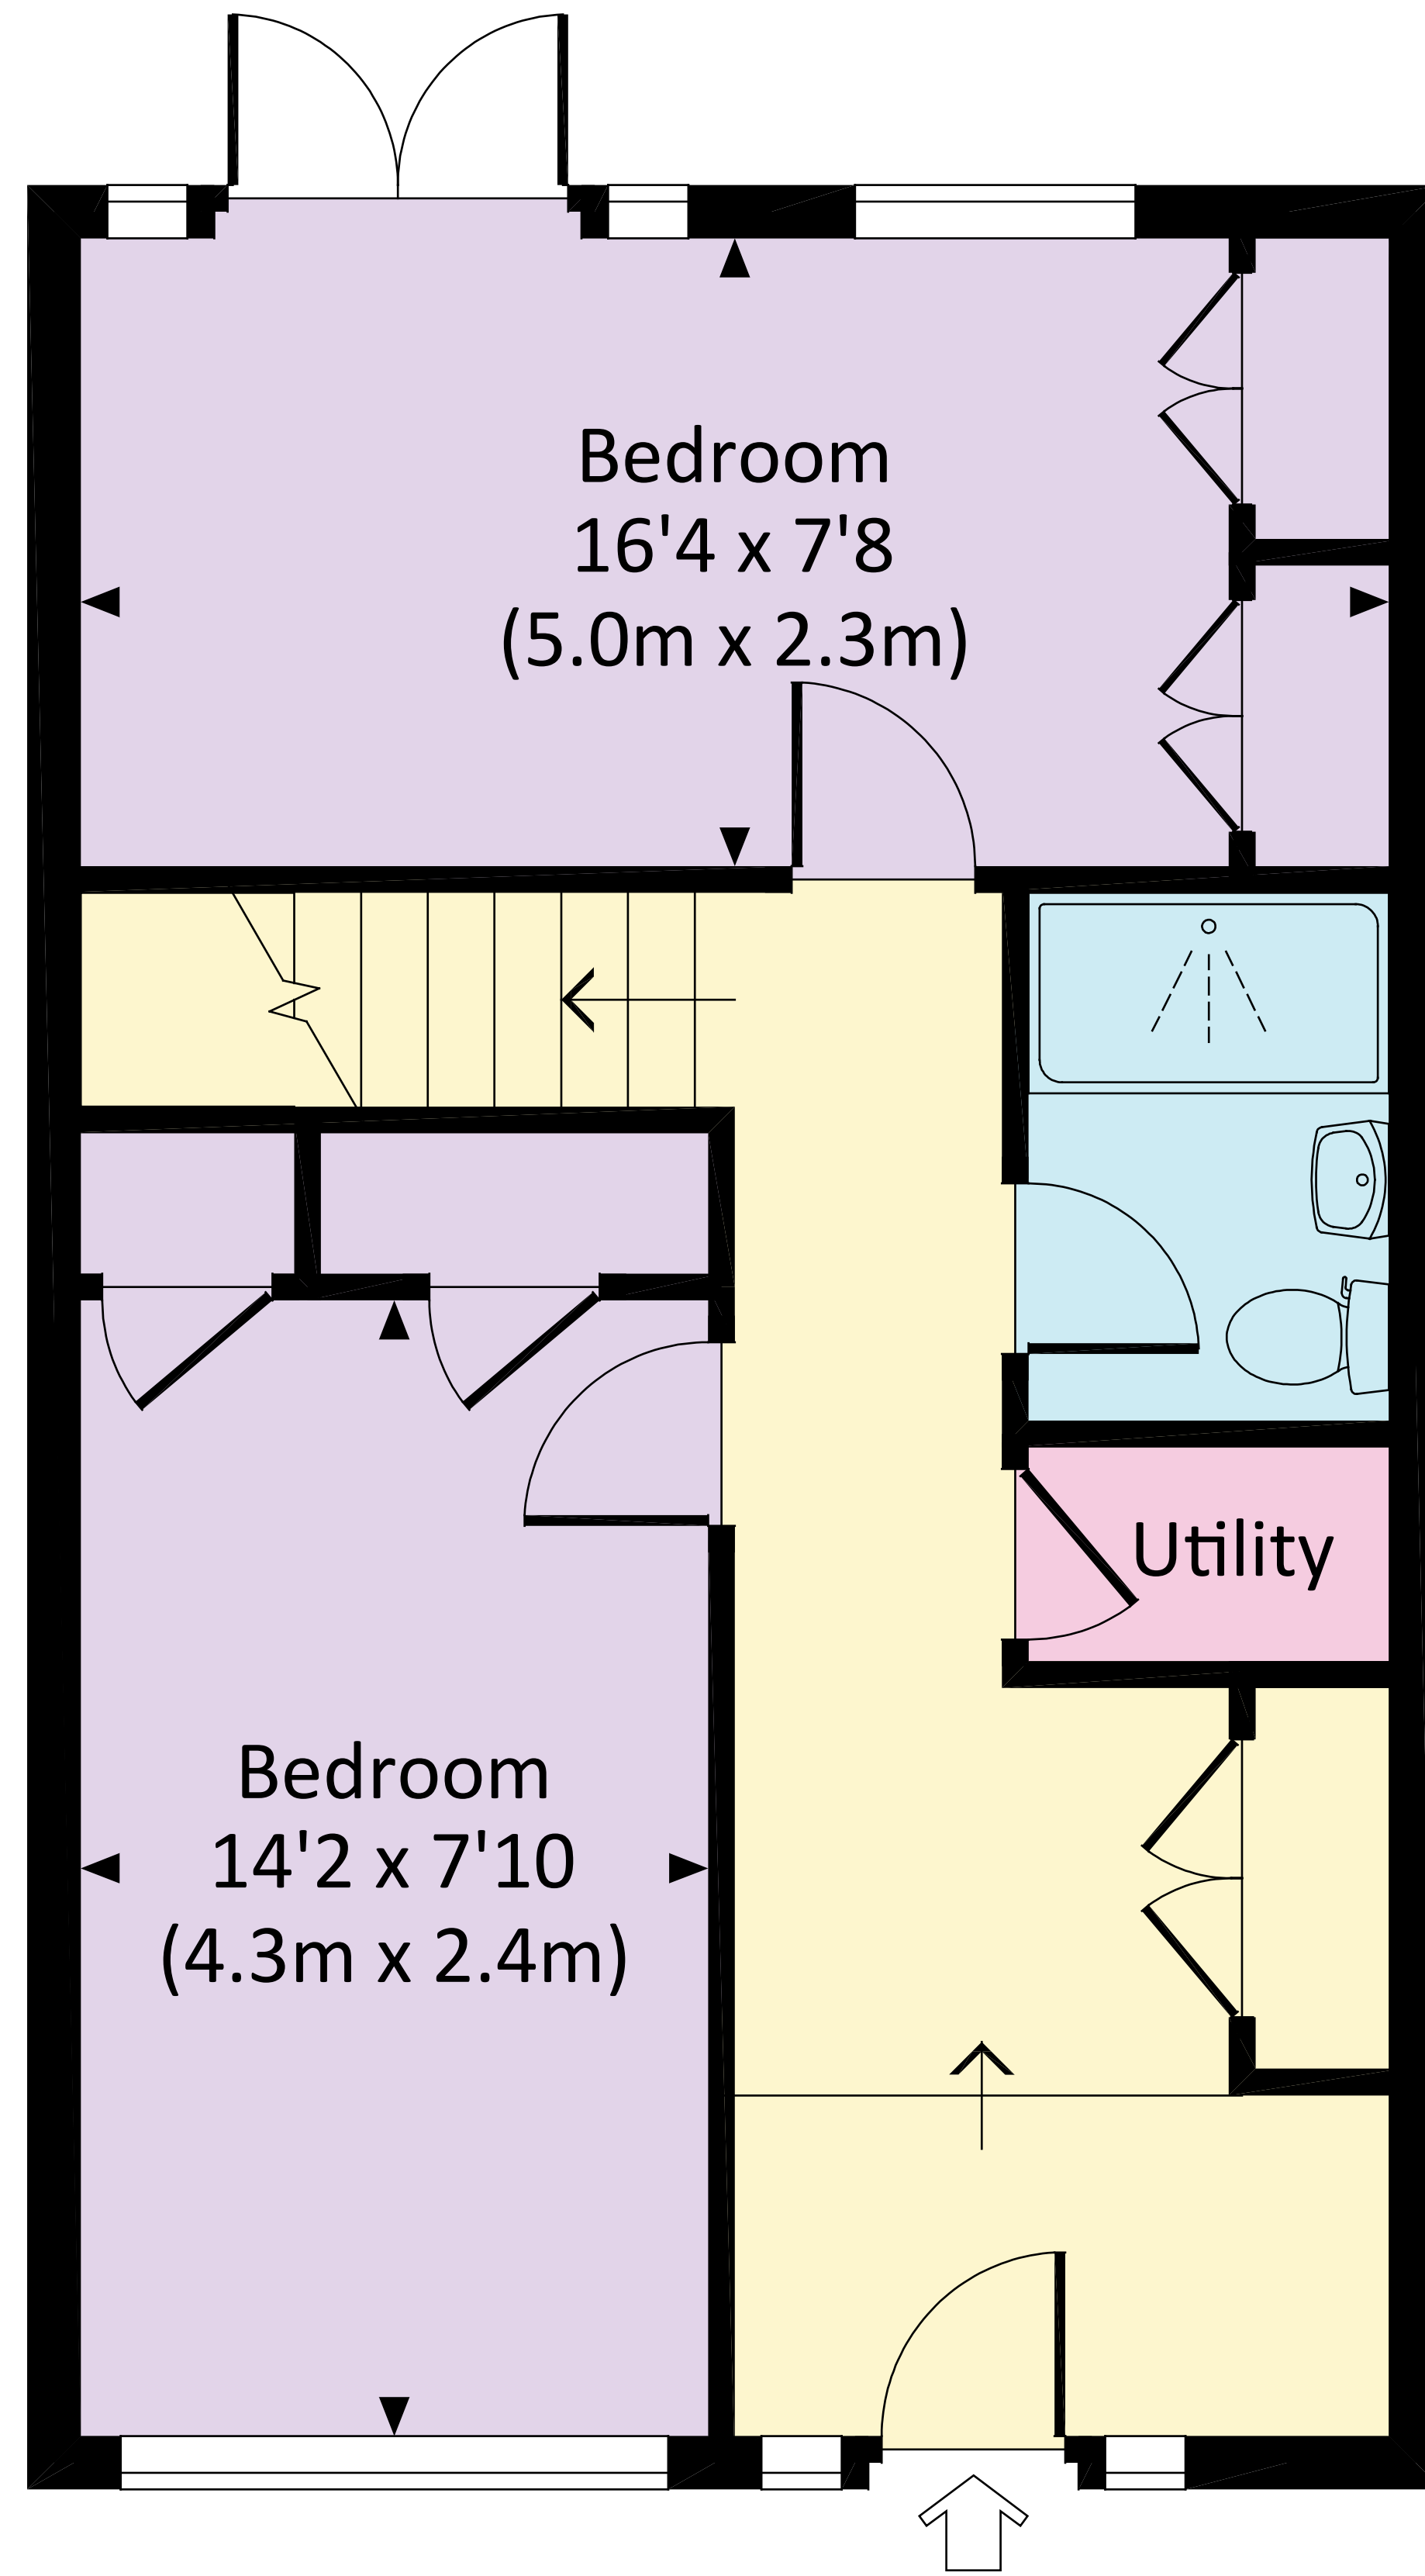 Bedroom
16'4 x 7'8
(5.0m x 2.3m)
Utility
Bedroom
14'2 x 7'10
(4.3m x 2.4m)